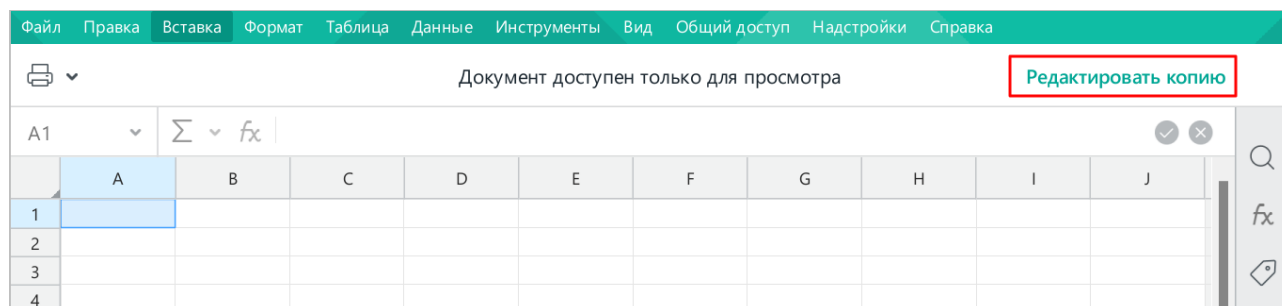 Файл Правка Вставка Формат Таблица Данные Инструменты Вид Общий доступ Надстройки Справка
Документ доступен только для просмотра Редактировать копию
A1 Σ fx
A B C D E F G H I J
1
fx
2
3
4